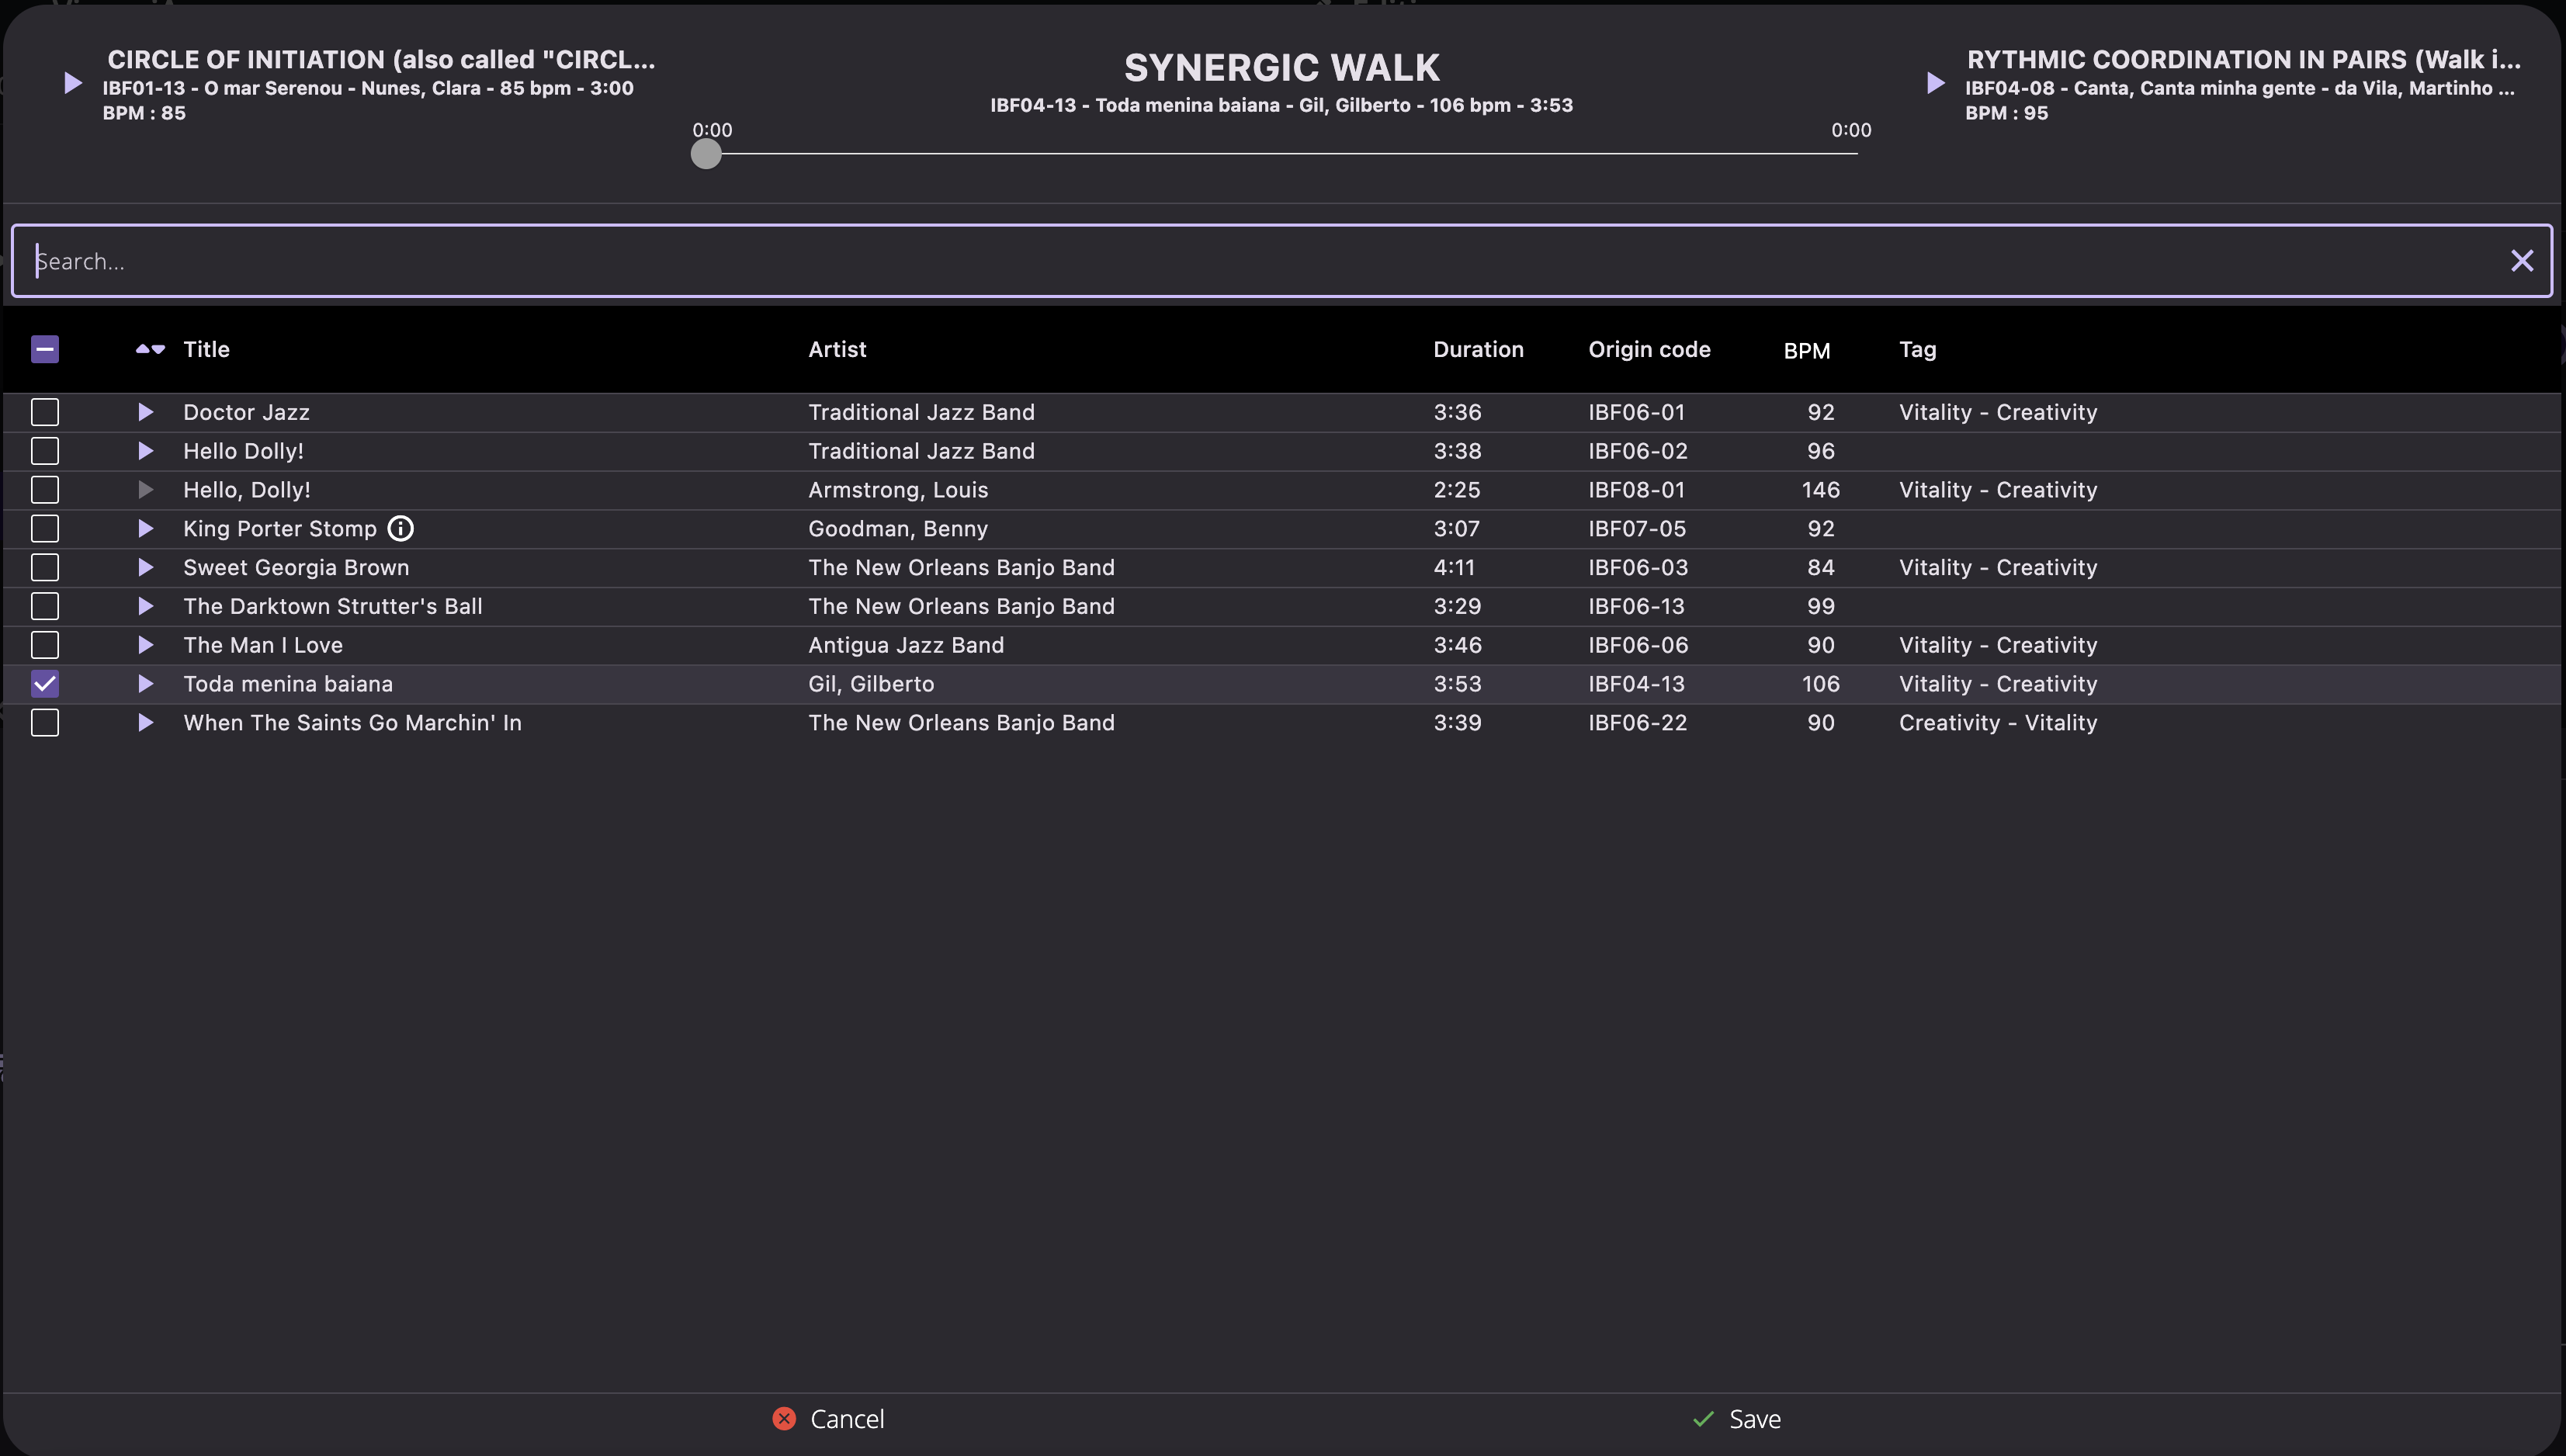 CIRCLE OF INITIATION (also called "CIRCL...
IBF01-13 - O mar Serenou - Nunes, Clara - 85 bpm - 3:00
BPM : 85
SYNERGIC WALK
IBF04-13 - Toda menina baiana - Gil, Gilberto - 106 bpm - 3:53
0:00 0:00
RYTHMIC COORDINATION IN PAIRS (Walk i...
IBF04-08 - Canta, Canta minha gente - da Vila, Martinho ...
BPM : 95
Search...
Title Artist Duration Origin code BPM Tag
Doctor Jazz Traditional Jazz Band 3:36 IBF06-01 92 Vitality - Creativity
Hello Dolly! Traditional Jazz Band 3:38 IBF06-02 96
Hello, Dolly! Armstrong, Louis 2:25 IBF08-01 146 Vitality - Creativity
King Porter Stomp Goodman, Benny 3:07 IBF07-05 92
Sweet Georgia Brown The New Orleans Banjo Band 4:11 IBF06-03 84 Vitality - Creativity
The Darktown Strutter's Ball The New Orleans Banjo Band 3:29 IBF06-13 99
The Man I Love Antigua Jazz Band 3:46 IBF06-06 90 Vitality - Creativity
Toda menina baiana Gil, Gilberto 3:53 IBF04-13 106 Vitality - Creativity
When The Saints Go Marchin' In The New Orleans Banjo Band 3:39 IBF06-22 90 Creativity - Vitality
Cancel Save